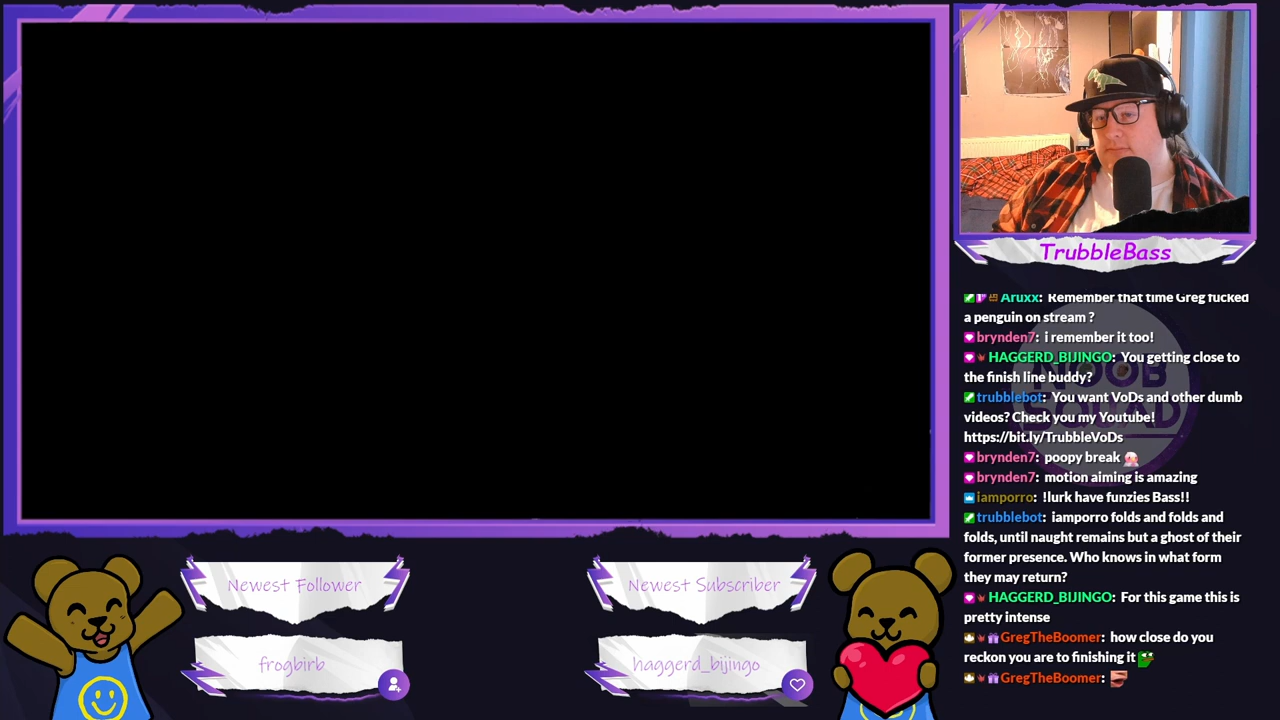 TrubbleBass
Aruxx: Remember that time Greg fucked
a penguin on stream ?
brynden7: i remember it too!
HAGGERD_BIJINGO: You getting close to
the finish line buddy?
trubblebot: You want VoDs and other dumb
videos? Check you my Youtube!
https://bit.ly/TrubbleVoDs
brynden7: poopy break
brynden7: motion aiming is amazing
iamporro: !lurk have funzies Bass!!
trubblebot: iamporro folds and folds and
folds, until naught remains but a ghost of their
former presence. Who knows in what form
they may return?
HAGGERD_BIJINGO: For this game this is
pretty intense
GregTheBoomer: how close do you
reckon you are to finishing it
GregTheBoomer:
NOOB
SQUAD
Newest Follower
frogbirb
Newest Subscriber
haggerd_bijingo